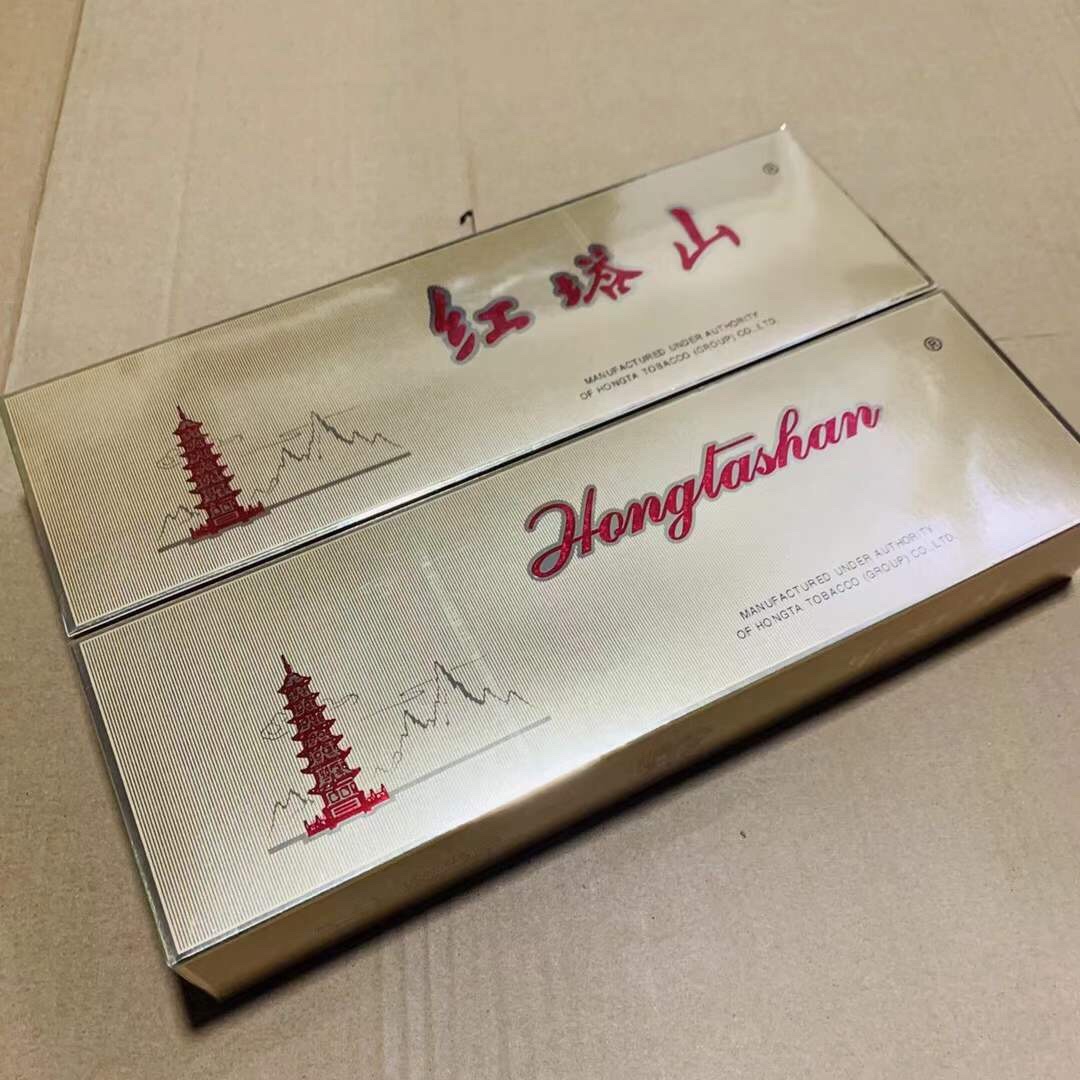 红塔山
®
MANUFACTURED UNDER AUTHORITY
OF HONGTA TOBACCO (GROUP) CO.,LTD.
Hongtashan
®
MANUFACTURED UNDER AUTHORITY
OF HONGTA TOBACCO (GROUP) CO.,LTD.